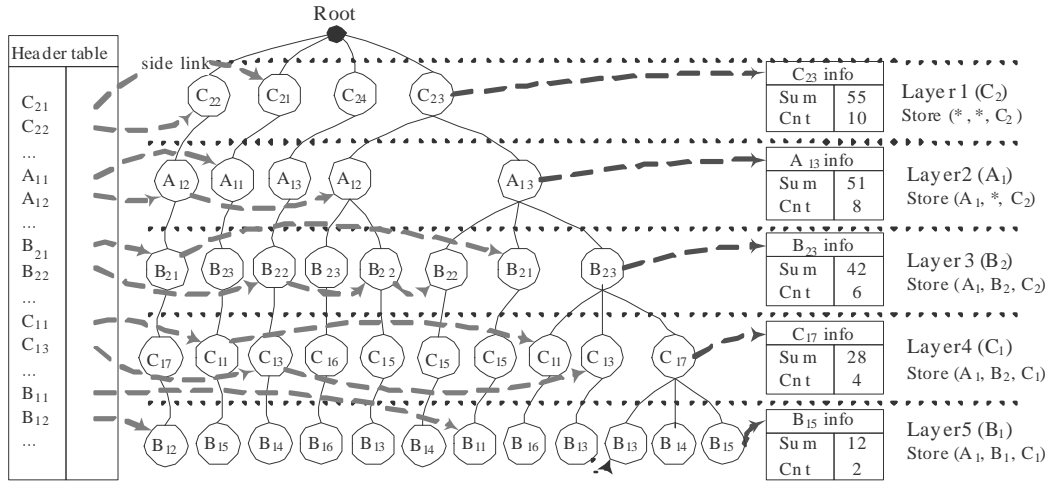 Root
Header table
side link
C21
C22
...
A11
A12
...
B21
B22
...
C11
C13
...
B11
B12
...
C22 C21 C24 C23
A12 A11 A13 A12 A13
B21 B23 B22 B23 B22 B22 B21 B23
C17 C11 C13 C16 C15 C15 C15 C11 C13 C17
B12 B15 B14 B16 B13 B14 B11 B16 B13 B13 B14 B15
C23 info
Sum 55
Cnt 10
A13 info
Sum 51
Cnt 8
B23 info
Sum 42
Cnt 6
C17 info
Sum 28
Cnt 4
B15 info
Sum 12
Cnt 2
Layer1 (C2)
Store (*, *, C2)
Layer2 (A1)
Store (A1, *, C2)
Layer3 (B2)
Store (A1, B2, C2)
Layer4 (C1)
Store (A1, B2, C1)
Layer5 (B1)
Store (A1, B1, C1)